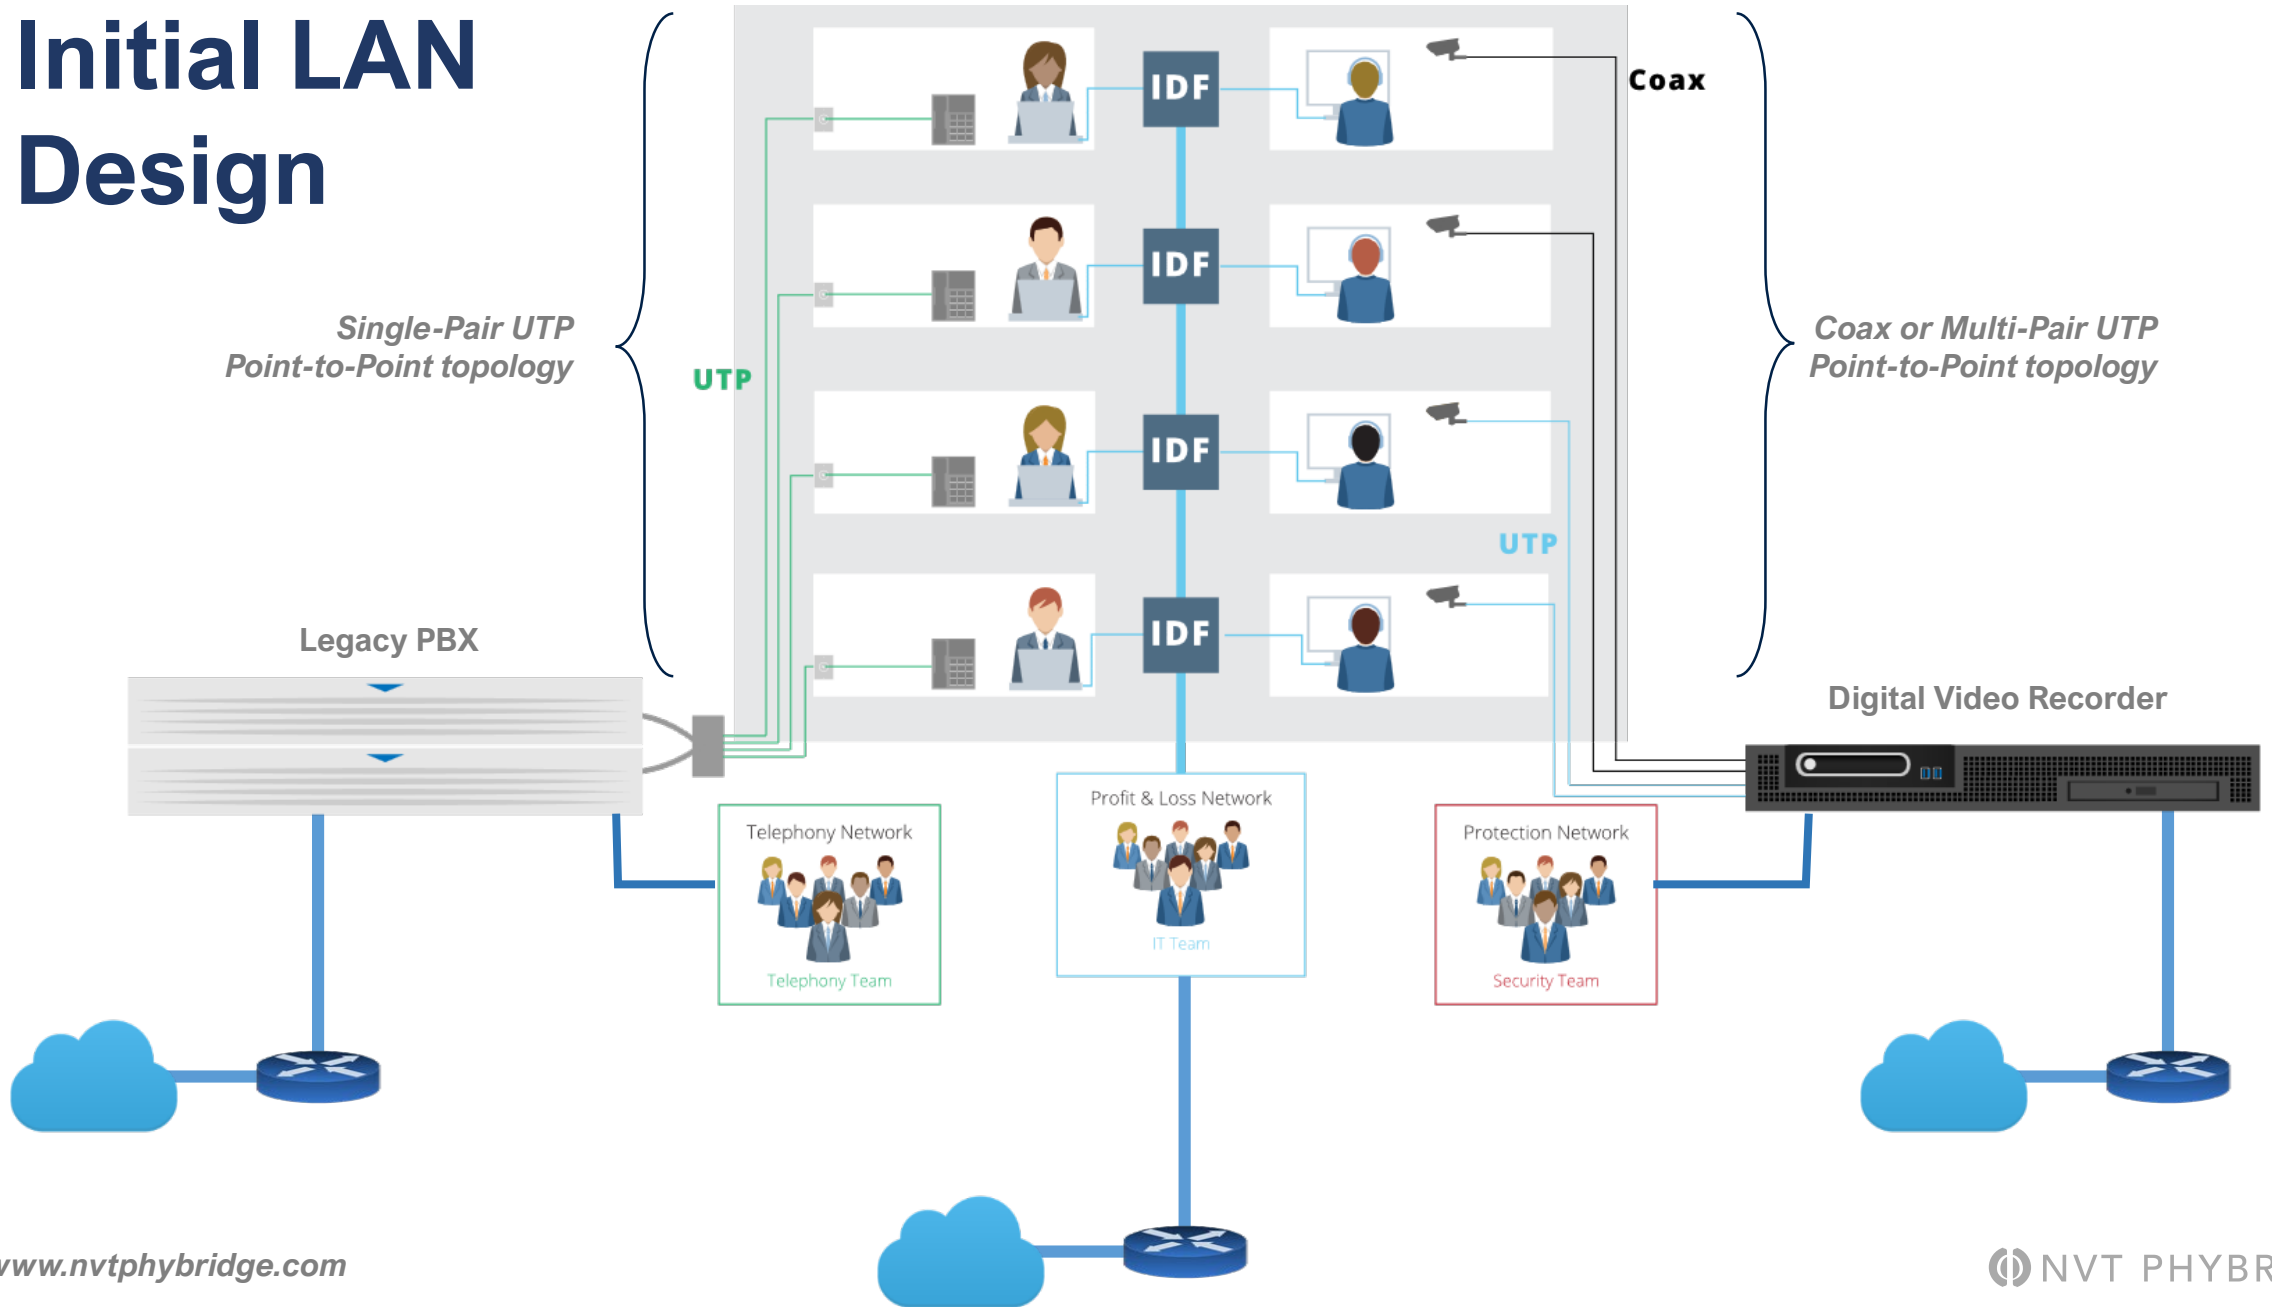 Initial LAN
Design
Single-Pair UTP
Point-to-Point topology
UTP
IDF
Coax
IDF
IDF
UTP
IDF
Coax or Multi-Pair UTP
Point-to-Point topology
Legacy PBX
Digital Video Recorder
Telephony Network
Telephony Team
Profit & Loss Network
IT Team
Protection Network
Security Team
www.nvtphybridge.com
NVT PHYBR